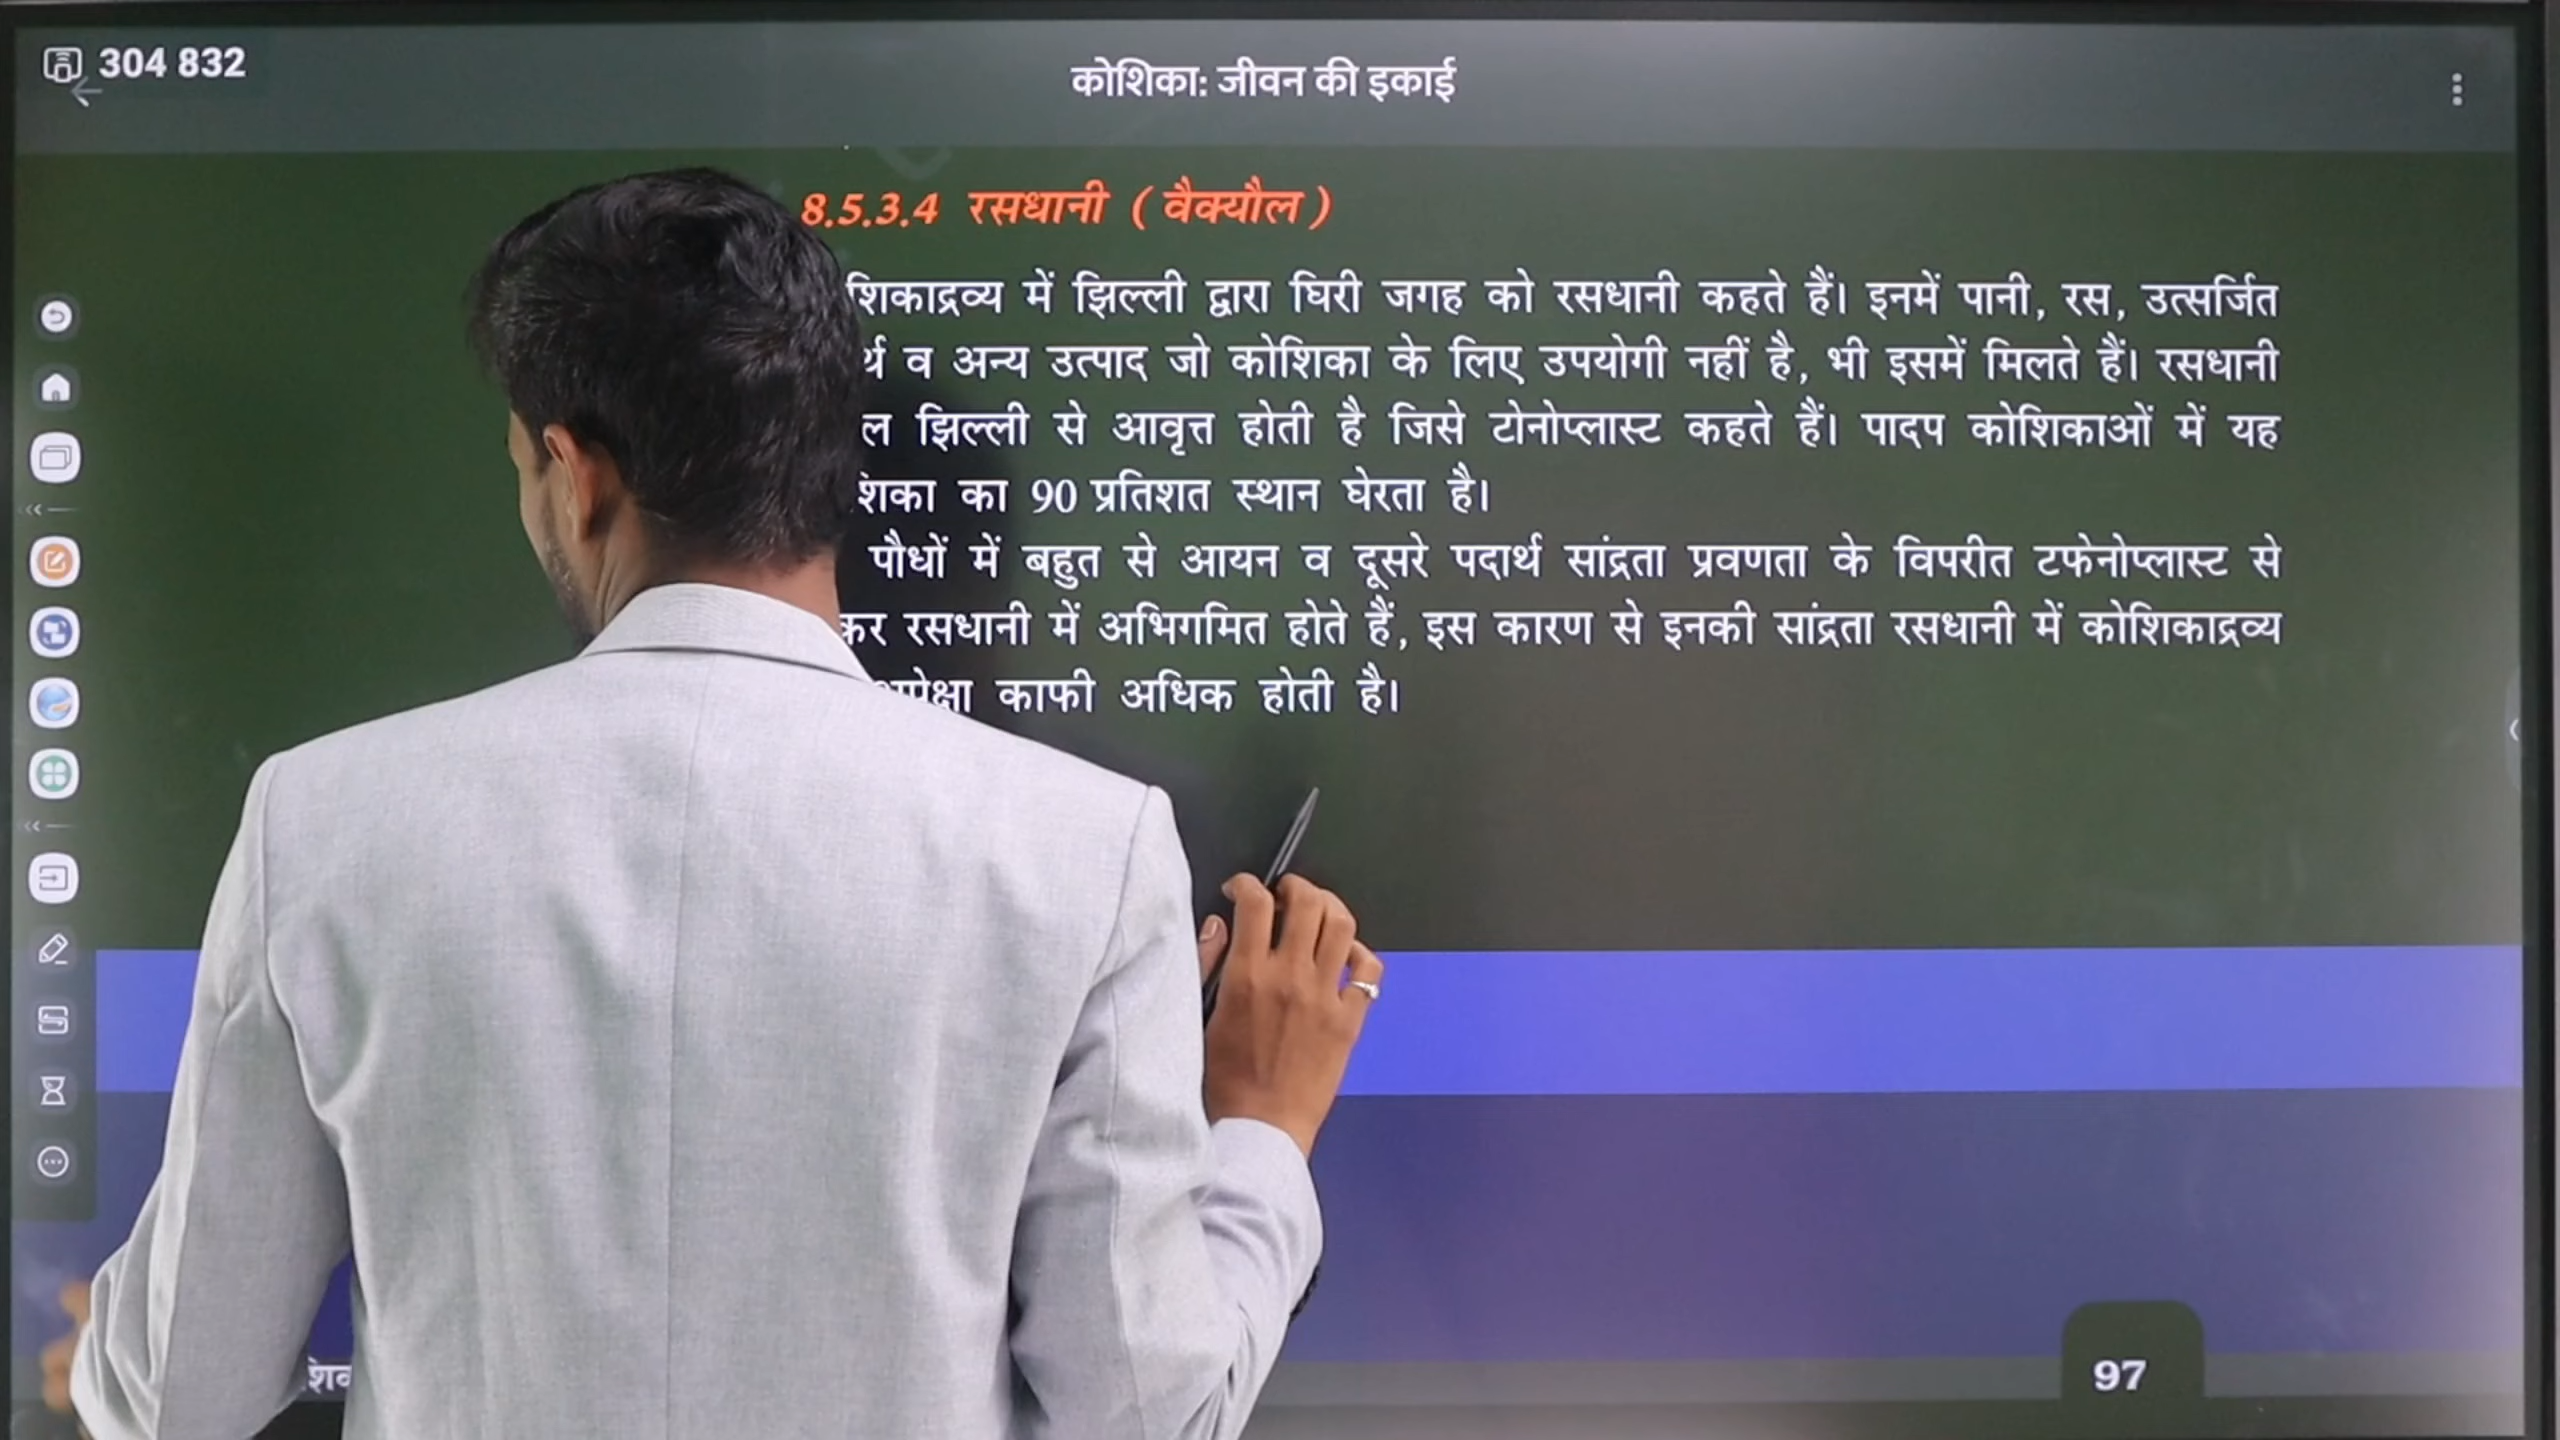 304 832
कोशिका: जीवन की इकाई
8.5.3.4 रसधानी ( वैक्यौल )
में झिल्ली द्वारा घिरी जगह को रसधानी कहते हैं। इनमें पानी, रस, उत्सर्जित
व अन्य उत्पाद जो कोशिका के लिए उपयोगी नहीं है, भी इसमें मिलते हैं। रसधानी
झिल्ली से आवृत्त होती है जिसे टोनोप्लास्ट कहते हैं। पादप कोशिकाओं में यह
का 90 प्रतिशत स्थान घेरता है।
पौधों में बहुत से आयन व दूसरे पदार्थ सांद्रता प्रवणता के विपरीत टफेनोप्लास्ट से
रसधानी में अभिगमित होते हैं, इस कारण से इनकी सांद्रता रसधानी में कोशिकाद्रव्य
काफी अधिक होती है।
97